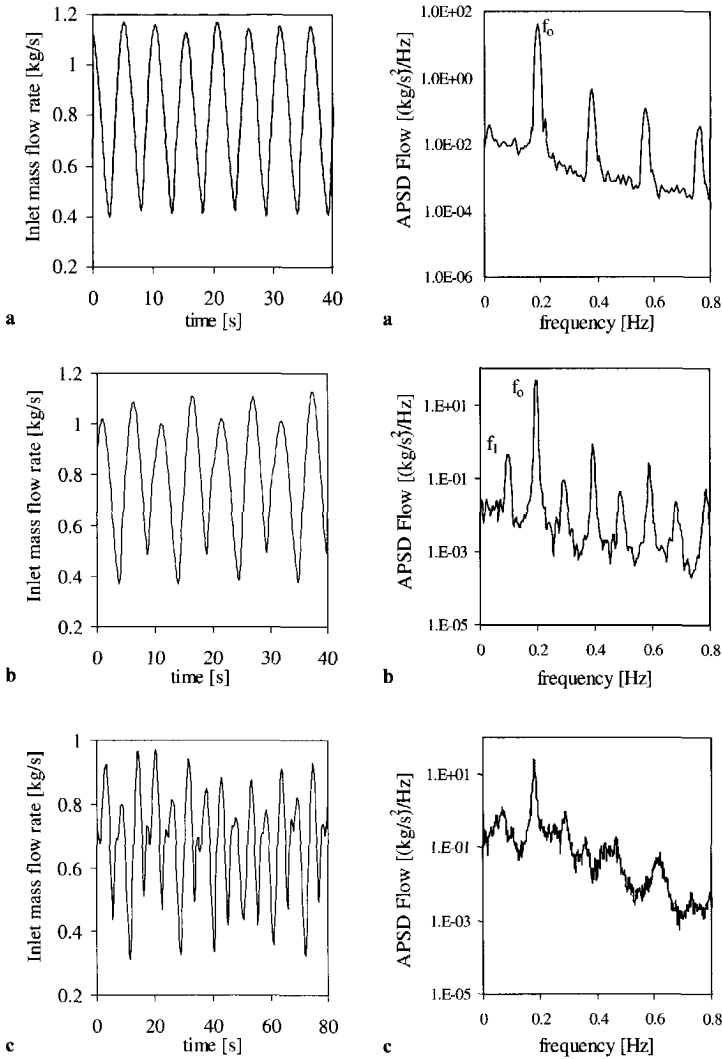 1.2
1
0.8
0.6
0.4
0.2
Inlet mass flow rate [kg/s]
0 10 20 30 40
time [s]
a
1.0E+02
1.0E+00
1.0E-02
1.0E-04
1.0E-06
APSD Flow [(kg/s)²/Hz]
f₀
0 0.2 0.4 0.6 0.8
frequency [Hz]
a
1.2
1
0.8
0.6
0.4
0.2
Inlet mass flow rate [kg/s]
0 10 20 30 40
time [s]
b
1.E+01
1.E-01
1.E-03
1.E-05
APSD Flow [(kg/s)²/Hz]
f₁
f₀
0 0.2 0.4 0.6 0.8
frequency [Hz]
b
1
0.8
0.6
0.4
0.2
Inlet mass flow rate [kg/s]
0 20 40 60 80
time [s]
c
1.E+01
1.E-01
1.E-03
1.E-05
APSD Flow [(kg/s)²/Hz]
0 0.2 0.4 0.6 0.8
frequency [Hz]
c